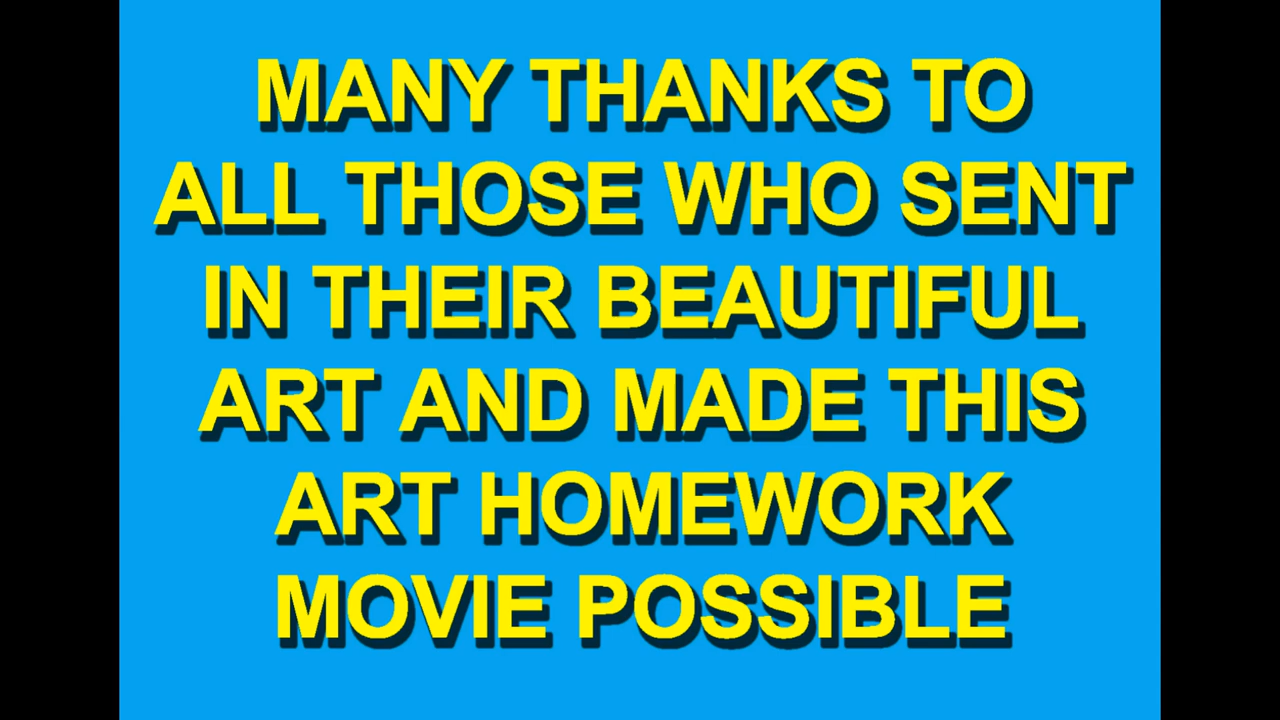 MANY THANKS TO
ALL THOSE WHO SENT
IN THEIR BEAUTIFUL
ART AND MADE THIS
ART HOMEWORK
MOVIE POSSIBLE